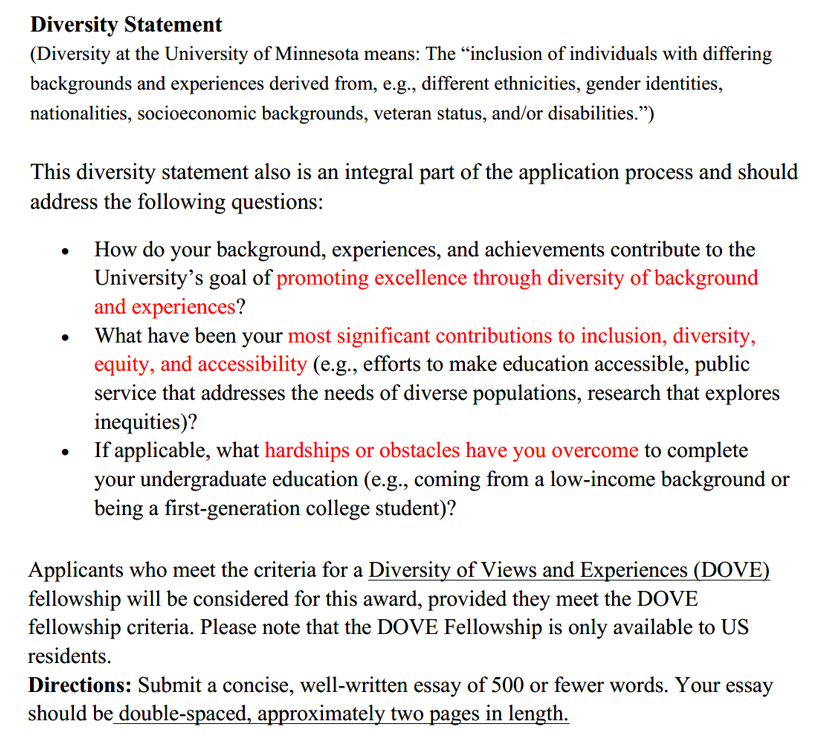 Diversity Statement
(Diversity at the University of Minnesota means: The “inclusion of individuals with differing
backgrounds and experiences derived from, e.g., different ethnicities, gender identities,
nationalities, socioeconomic backgrounds, veteran status, and/or disabilities.”)
This diversity statement also is an integral part of the application process and should
address the following questions:
• How do your background, experiences, and achievements contribute to the
University’s goal of promoting excellence through diversity of background
and experiences?
• What have been your most significant contributions to inclusion, diversity,
equity, and accessibility (e.g., efforts to make education accessible, public
service that addresses the needs of diverse populations, research that explores
inequities)?
• If applicable, what hardships or obstacles have you overcome to complete
your undergraduate education (e.g., coming from a low-income background or
being a first-generation college student)?
Applicants who meet the criteria for a Diversity of Views and Experiences (DOVE)
fellowship will be considered for this award, provided they meet the DOVE
fellowship criteria. Please note that the DOVE Fellowship is only available to US
residents.
Directions: Submit a concise, well-written essay of 500 or fewer words. Your essay
should be double-spaced, approximately two pages in length.